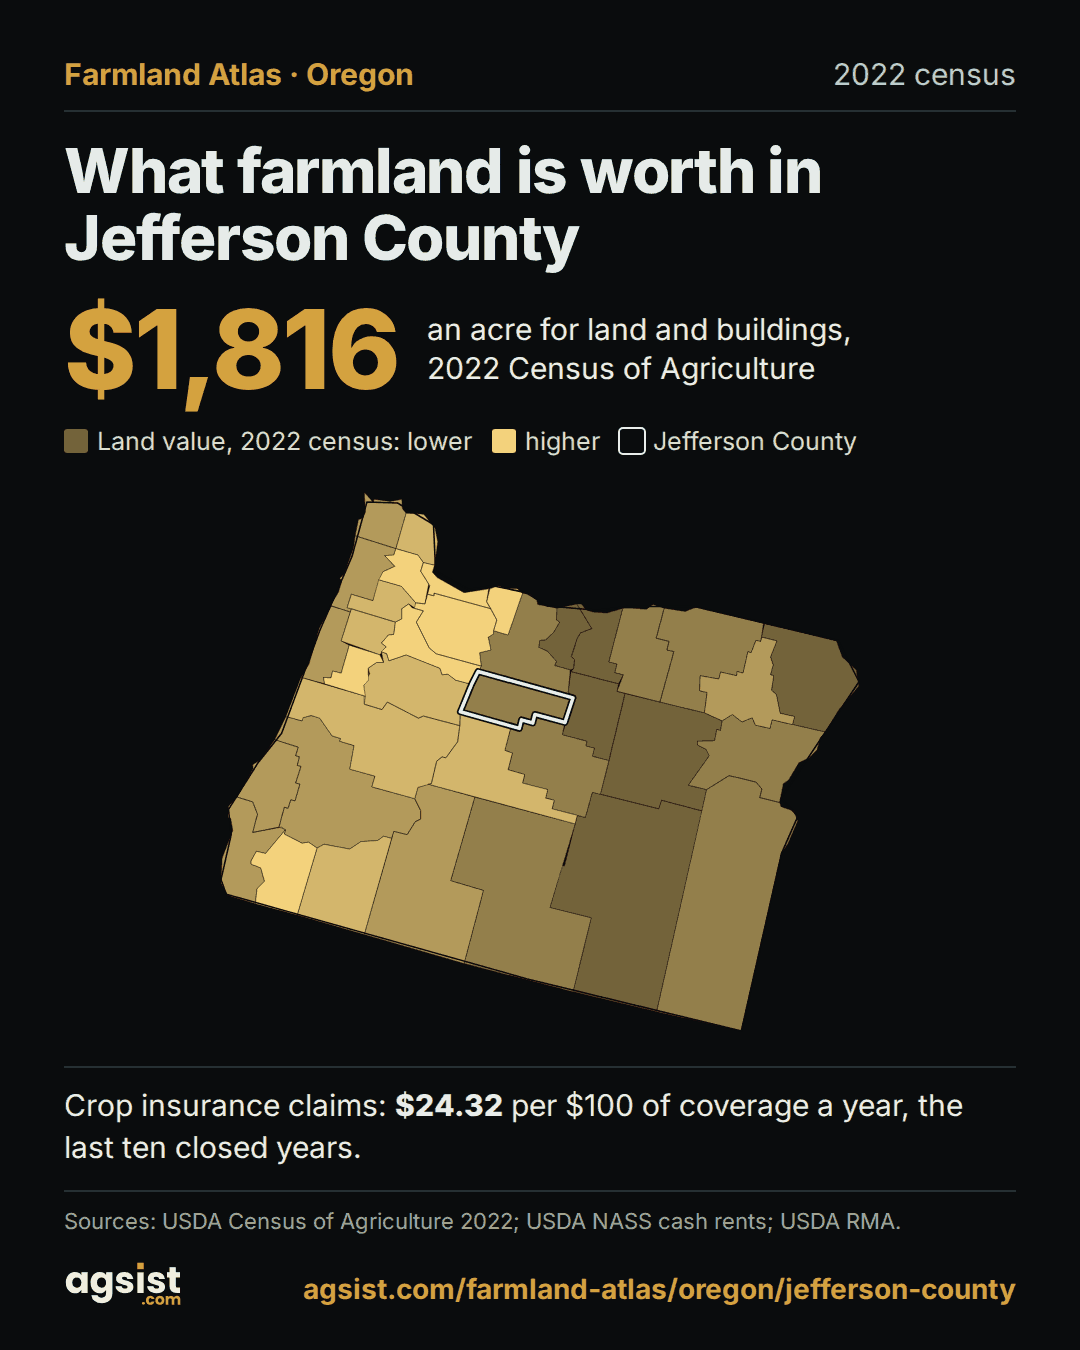 Farmland Atlas · Oregon
2022 census
What farmland is worth in
Jefferson County
$1,816
an acre for land and buildings,
2022 Census of Agriculture
Land value, 2022 census: lower
higher
Jefferson County
Crop insurance claims: $24.32 per $100 of coverage a year, the
last ten closed years.
Sources: USDA Census of Agriculture 2022; USDA NASS cash rents; USDA RMA.
agsist
.com
agsist.com/farmland-atlas/oregon/jefferson-county